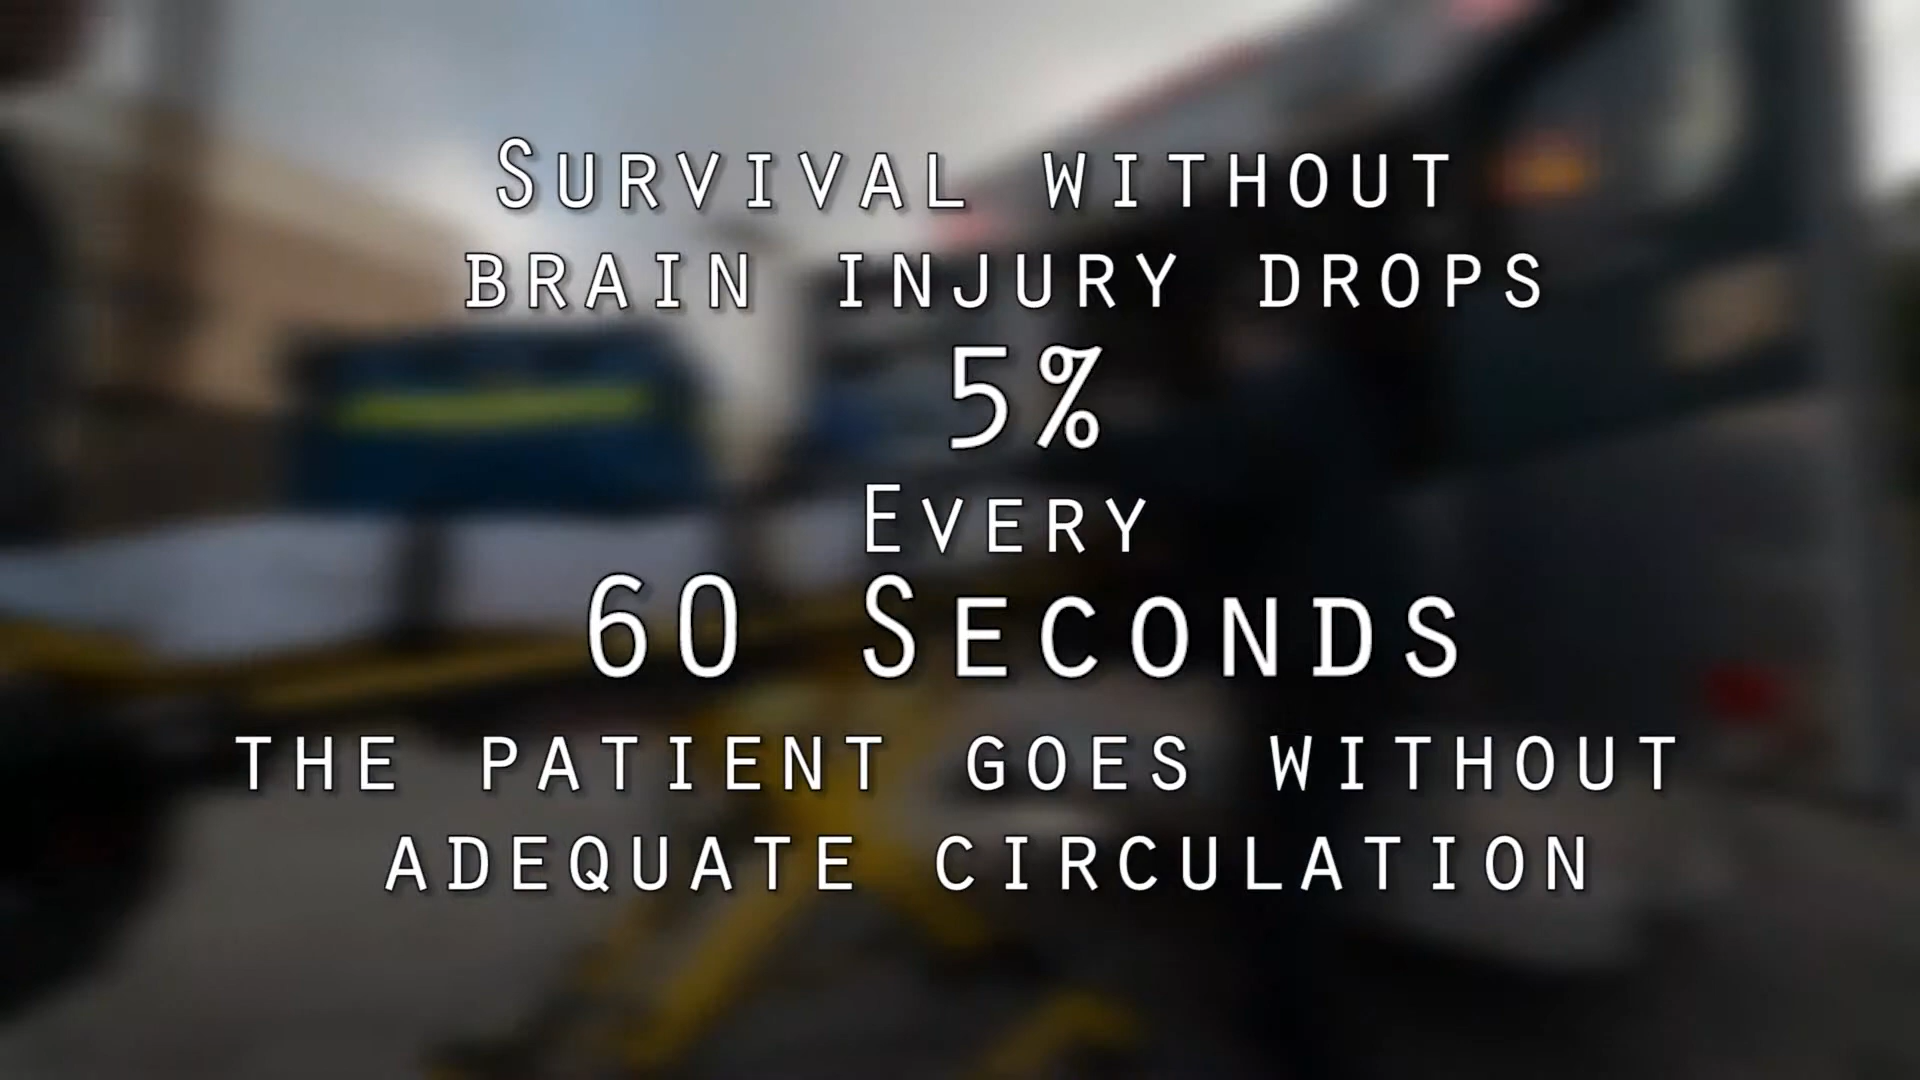 Survival without
brain injury drops
5%
Every
60 Seconds
the patient goes without
adequate circulation